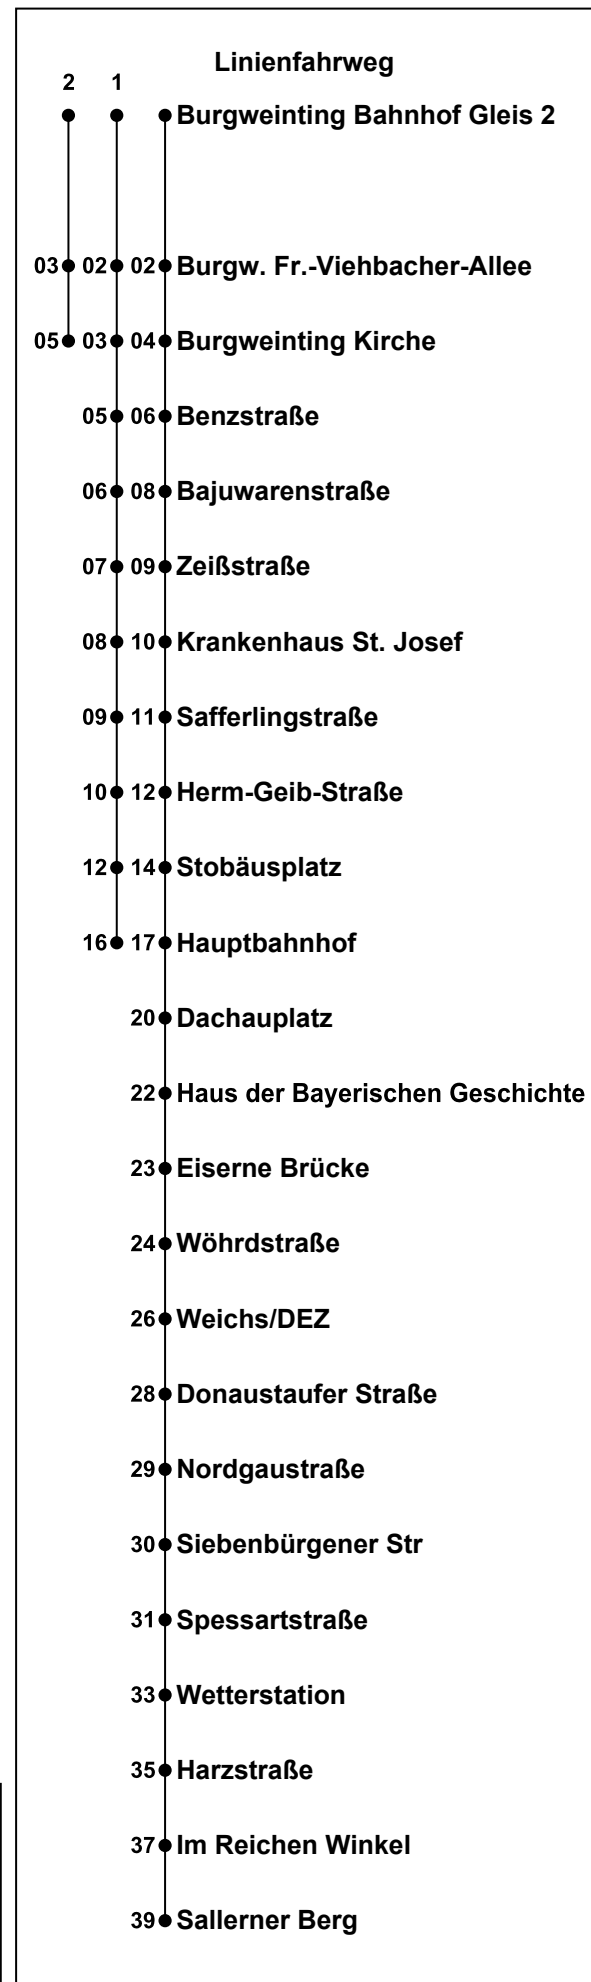 Linienfahrweg
2 1
Burgweinting Bahnhof Gleis 2
03 02 02 Burgw. Fr.-Viehbacher-Allee
05 03 04 Burgweinting Kirche
05 06 Benzstraße
06 08 Bajuwarenstraße
07 09 Zeißstraße
08 10 Krankenhaus St. Josef
09 11 Safferlingstraße
10 12 Herm-Geib-Straße
12 14 Stobäusplatz
16 17 Hauptbahnhof
20 Dachauplatz
22 Haus der Bayerischen Geschichte
23 Eiserne Brücke
24 Wöhrdstraße
26 Weichs/DEZ
28 Donaustaufer Straße
29 Nordgaustraße
30 Siebenbürgener Str
31 Spessartstraße
33 Wetterstation
35 Harzstraße
37 Im Reichen Winkel
39 Sallerner Berg